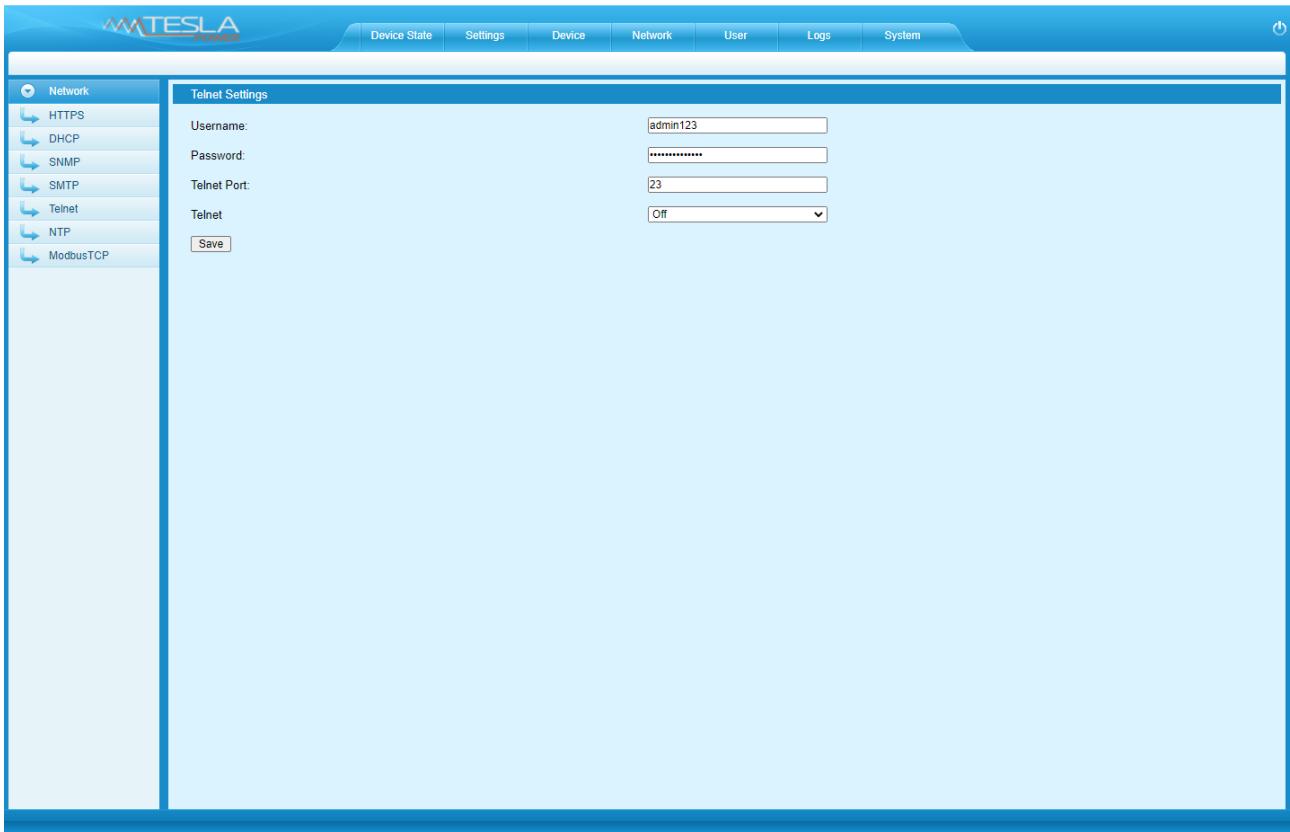 TESLA
POWER
Device State Settings Device Network User Logs System
Network
HTTPS
DHCP
SNMP
SMTP
Telnet
NTP
ModbusTCP
Telnet Settings
Username: admin123
Password: ••••••••••••••
Telnet Port: 23
Telnet Off
Save